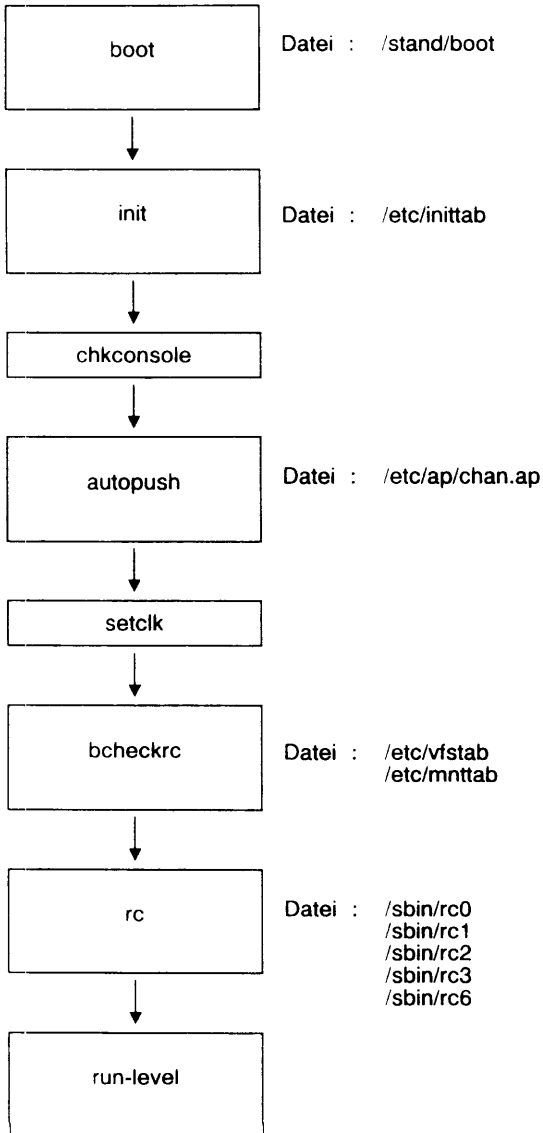 boot Datei : /stand/boot
init Datei : /etc/inittab
chkconsole
autopush Datei : /etc/ap/chan.ap
setclk
bcheckrc Datei : /etc/vfstab
/etc/mnttab
rc Datei : /sbin/rc0
/sbin/rc1
/sbin/rc2
/sbin/rc3
/sbin/rc6
run-level